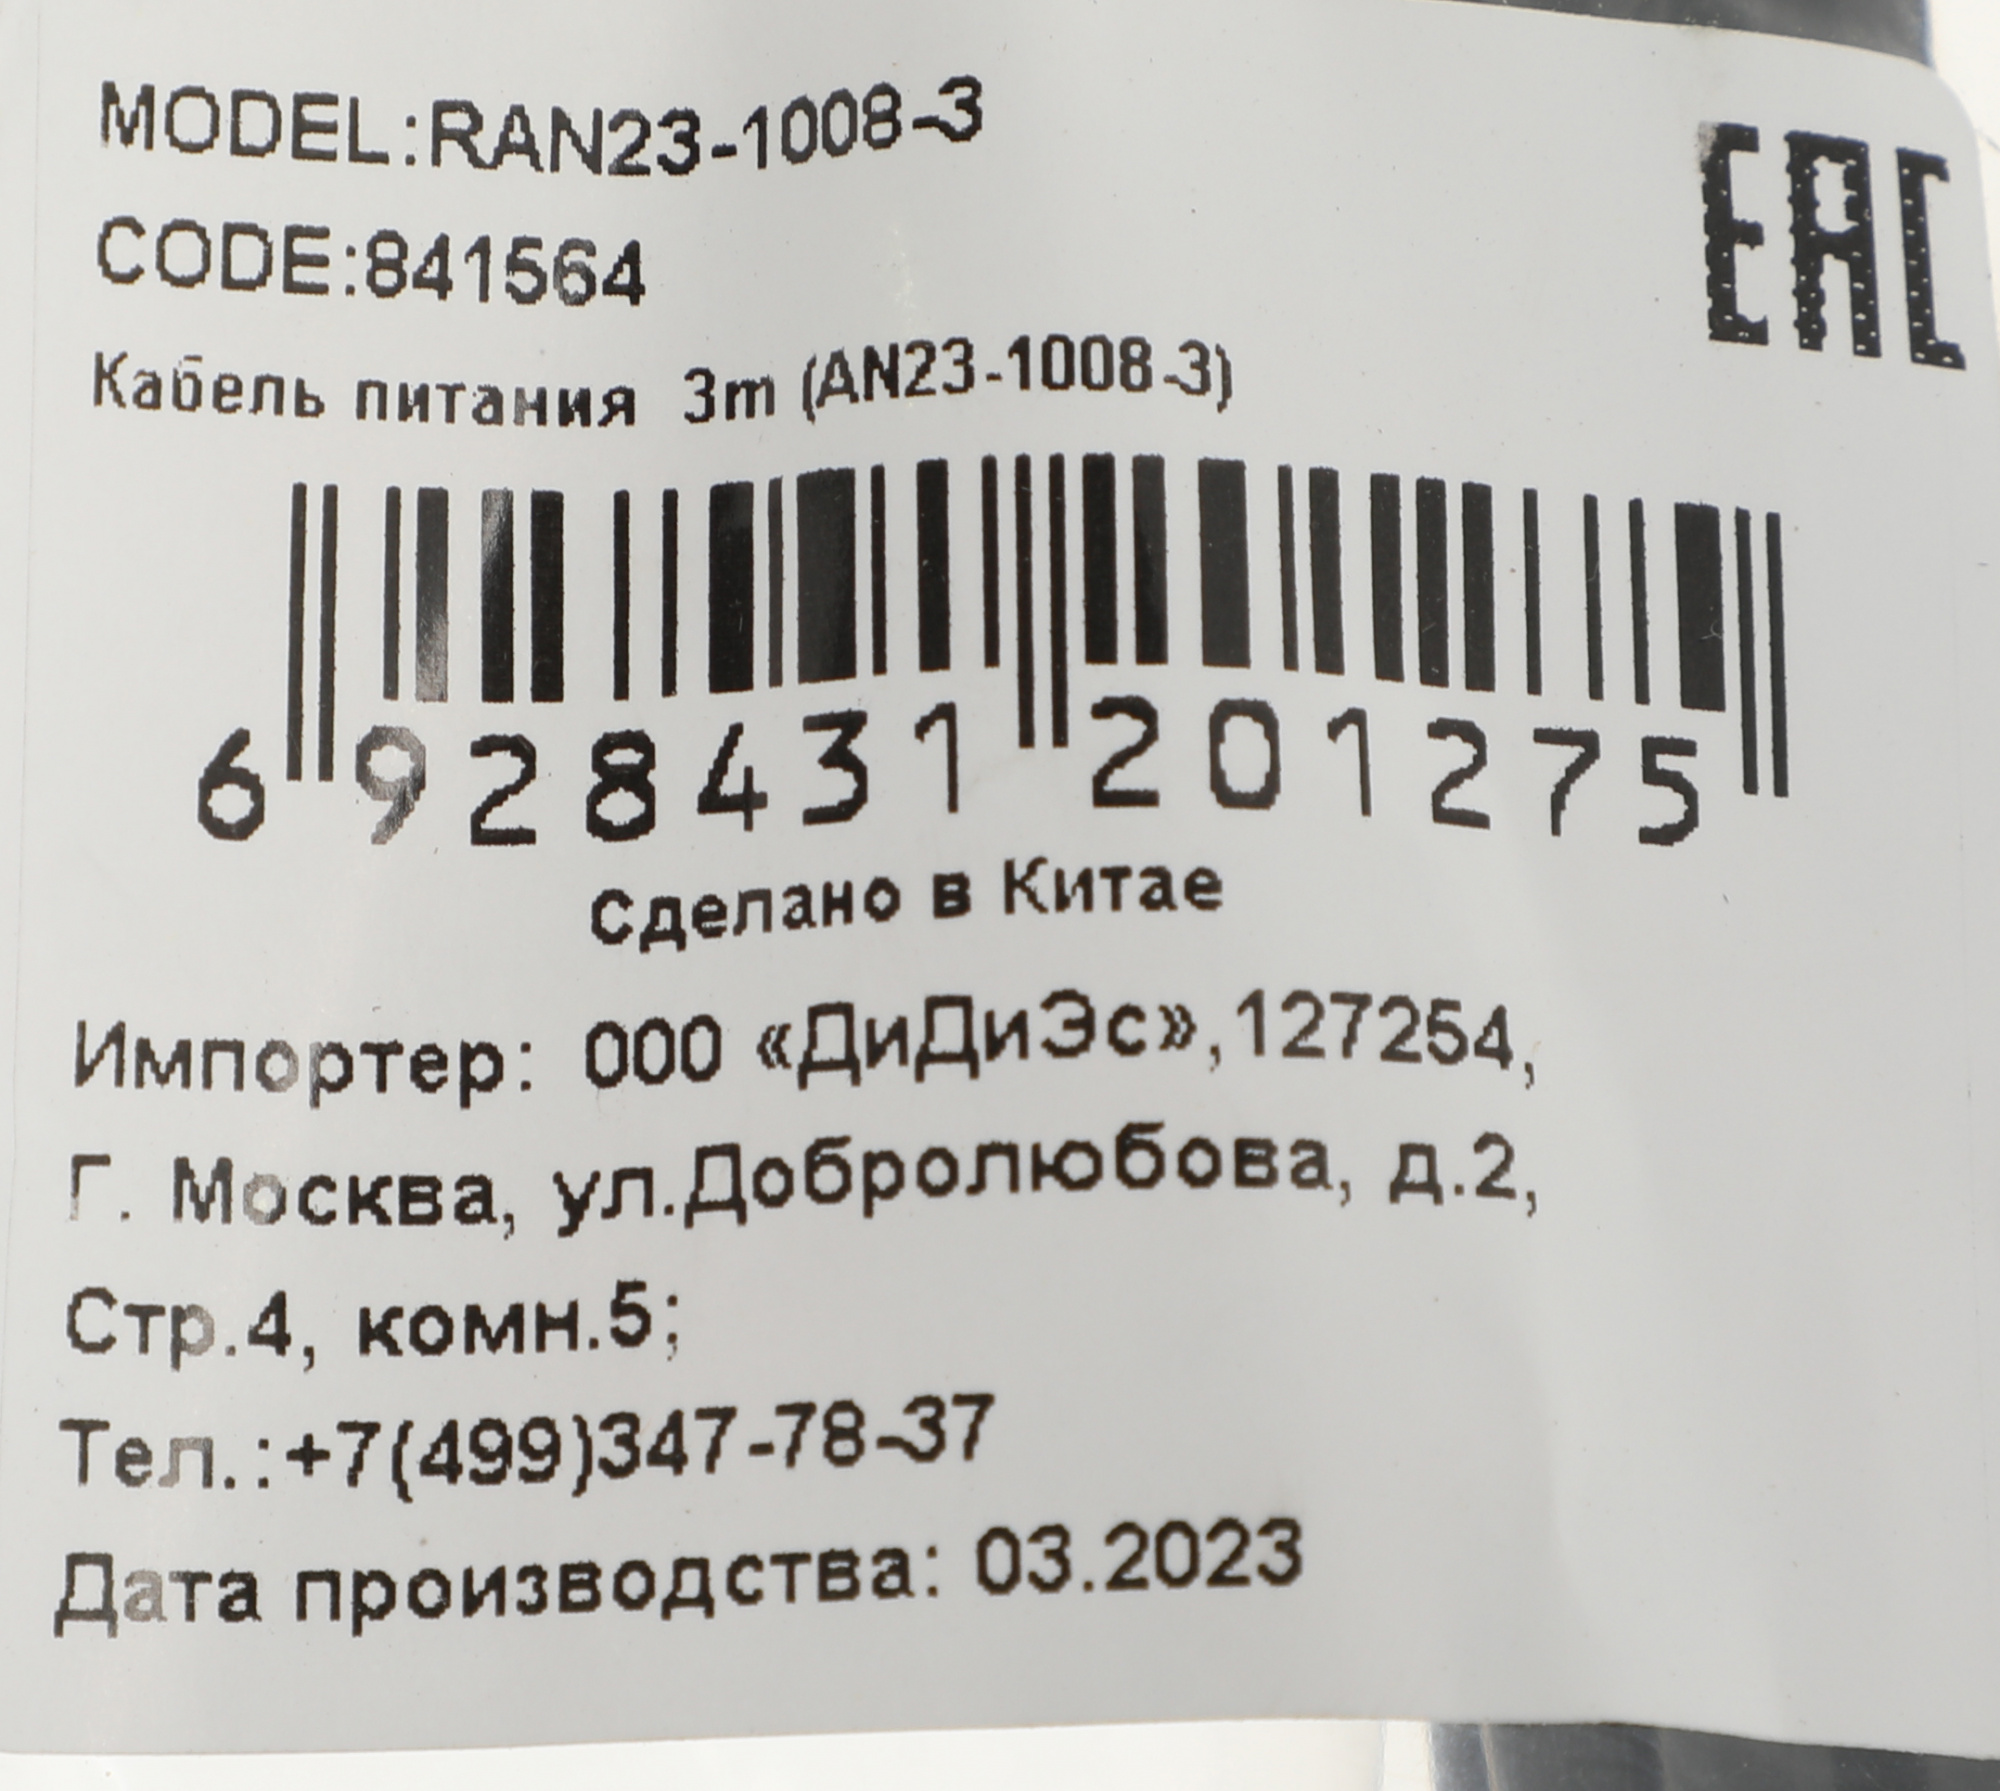 MODEL:RAN23-1008-3
EAC
CODE:841564
Кабель питания 3m (AN23-1008-3)
6 928431 201275
Сделано в Китае
Импортер: ООО «ДиДиЭс»,127254,
Г. Москва, ул.Добролюбова, д.2,
Стр.4, комн.5;
Тел.:+7(499)347-78-37
Дата производства: 03.2023